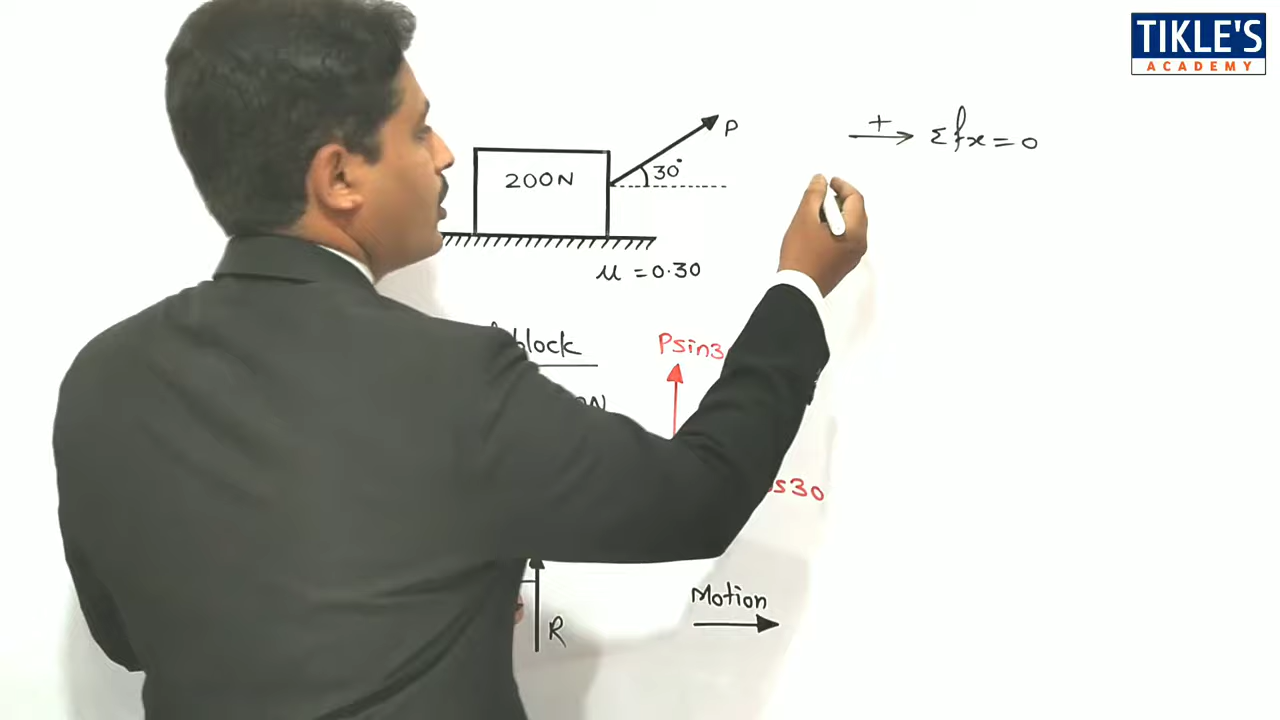 TIKLE'S
ACADEMY
P
200N
30°
μ = 0.30
+
Σfx = 0
block
Psin3
N
s30
Motion
R